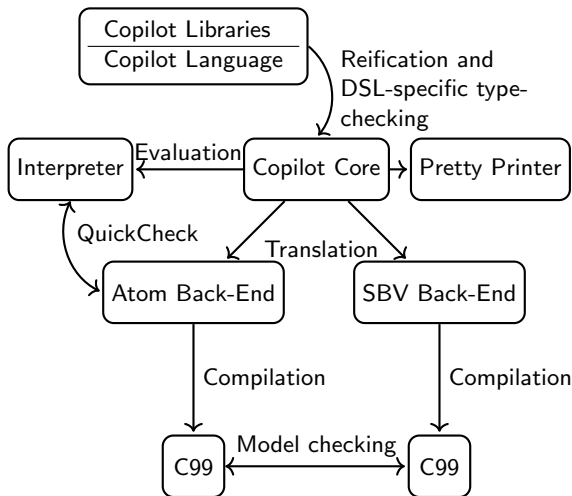 Copilot Libraries
Copilot Language
Reification and
DSL-specific type-
checking
Interpreter
Evaluation
Copilot Core
Pretty Printer
QuickCheck
Translation
Atom Back-End
SBV Back-End
Compilation
Compilation
C99
Model checking
C99